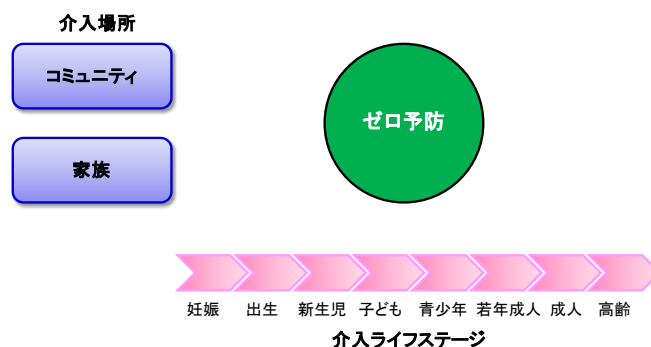 介入場所
コミュニティ
ゼロ予防
家族
妊娠 出生 新生児 子ども 青少年 若年成人 成人 高齢
介入ライフステージ